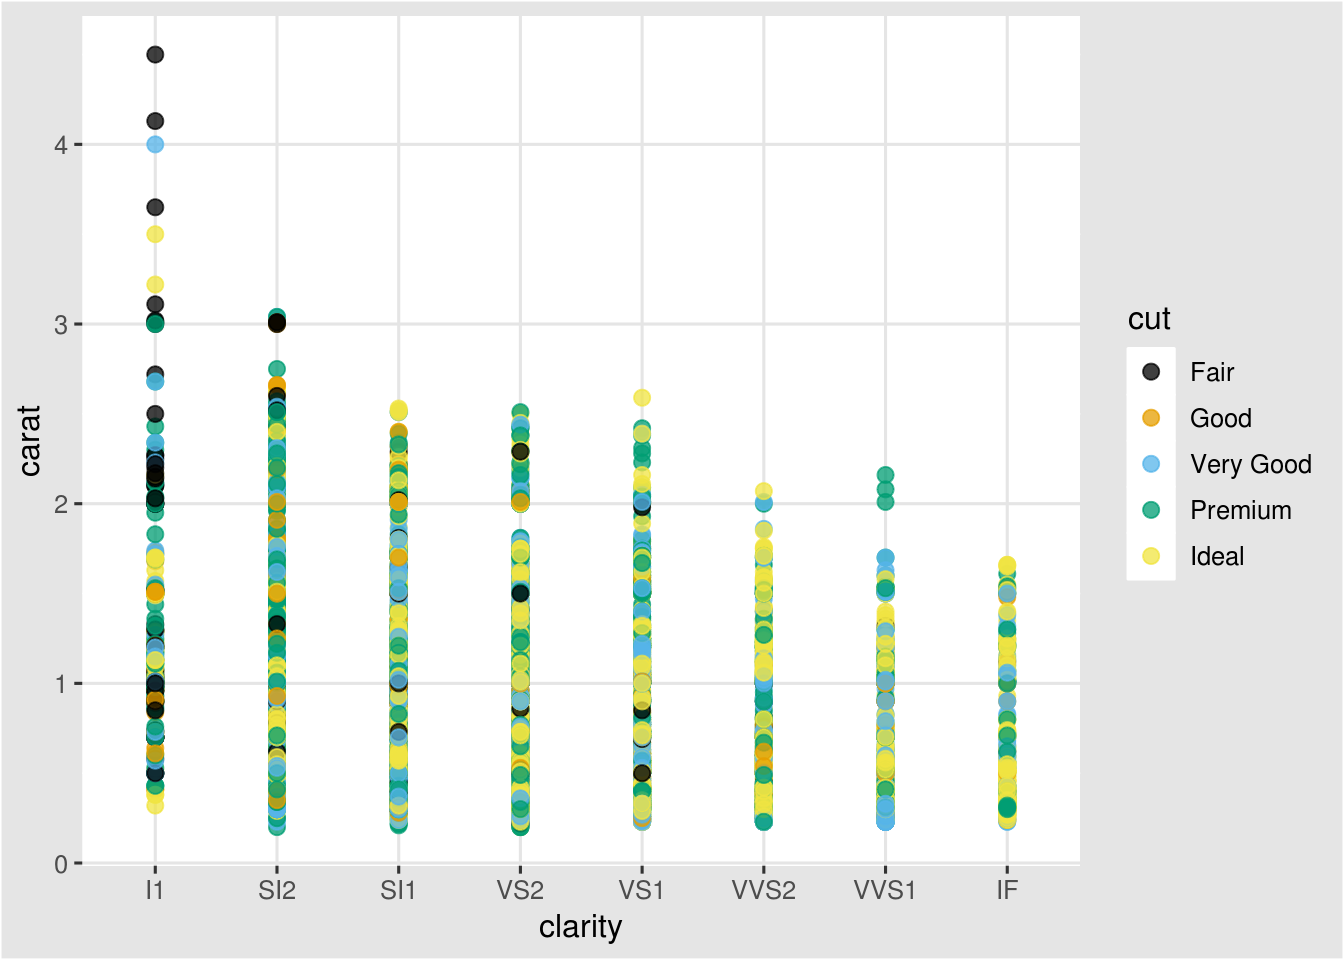 carat
4
3
2
1
0
I1 SI2 SI1 VS2 VS1 VVS2 VVS1 IF
clarity
cut
Fair
Good
Very Good
Premium
Ideal